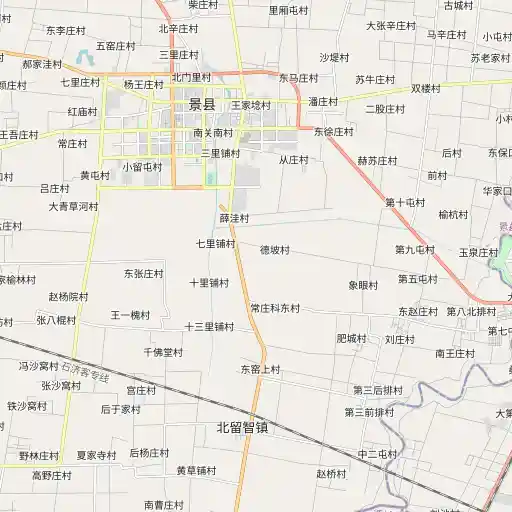 柴庄村
里厢屯村
古城村
北辛庄村
大张辛庄村
东李庄村
马辛庄村
小屯村
五窑庄村
三里庄村
沙堤村
苏老家村
郝家洼村
北门里村
东马庄村
苏牛庄村
七里庄村
杨王庄村
双楼村
景县
王家埝村
潘庄村
二股庄村
红庙村
王吾庄村
南关南村
东徐庄村
常庄村
三里铺村
后村
小留屯村
从庄村
赫苏庄村
黄屯村
前村
吕庄村
第十屯村
大青草河村
榆杭村
薛洼村
七里铺村
德坡村
第九屯村
玉泉庄村
东张庄村
第五屯村
家榆林村
十里铺村
象眼村
赵杨院村
常庄科东村
东赵庄村
第八北排村
王一槐村
张八棍村
十三里铺村
肥城村
刘庄村
千佛堂村
南王庄村
冯沙窝村
石济客专线
东窑上村
张沙窝村
宫庄村
第三后排村
铁沙窝村
后于家村
第三前排村
北留智镇
野林庄村
夏家寺村
后杨庄村
中二屯村
高野庄村
黄草铺村
赵桥村
南曹庄村